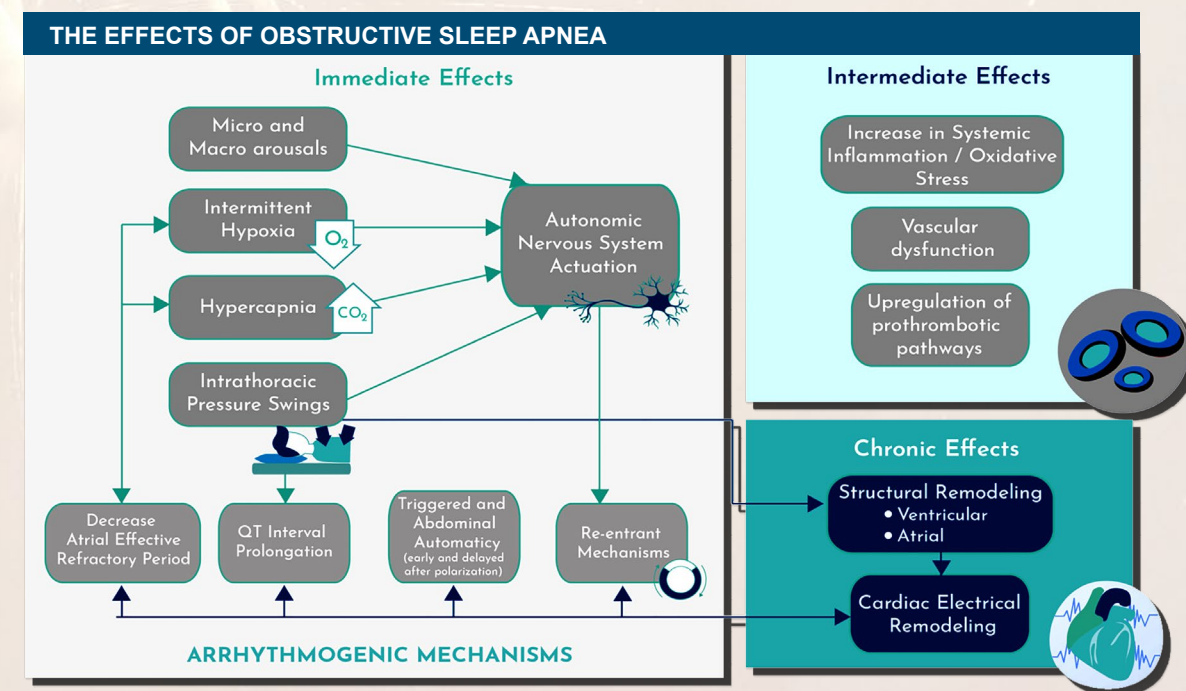 THE EFFECTS OF OBSTRUCTIVE SLEEP APNEA
Immediate Effects
Micro and
Macro arousals
Intermittent
Hypoxia
O₂
Hypercapnia
CO₂
Intrathoracic
Pressure Swings
Autonomic
Nervous System
Actuation
Decrease
Atrial Effective
Refractory Period
QT Interval
Prolongation
Triggered and
Abdominal
Automaticy
(early and delayed
after polarization)
Re-entrant
Mechanisms
ARRHYTHMOGENIC MECHANISMS
Intermediate Effects
Increase in Systemic
Inflammation / Oxidative
Stress
Vascular
dysfunction
Upregulation of
prothrombotic
pathways
Chronic Effects
Structural Remodeling
• Ventricular
• Atrial
Cardiac Electrical
Remodeling